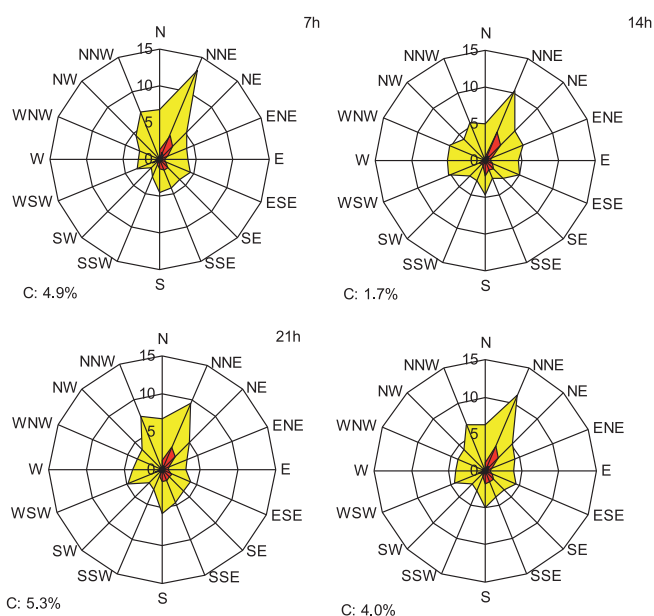 7h
N
NNE
NE
ENE
E
ESE
SE
SSE
S
SSW
SW
WSW
W
WNW
NW
NNW
15
10
5
0
C: 4.9%
14h
N
NNE
NE
ENE
E
ESE
SE
SSE
S
SSW
SW
WSW
W
WNW
NW
NNW
15
10
5
0
C: 1.7%
21h
N
NNE
NE
ENE
E
ESE
SE
SSE
S
SSW
SW
WSW
W
WNW
NW
NNW
15
10
5
0
C: 5.3%
N
NNE
NE
ENE
E
ESE
SE
SSE
S
SSW
SW
WSW
W
WNW
NW
NNW
15
10
5
0
C: 4.0%